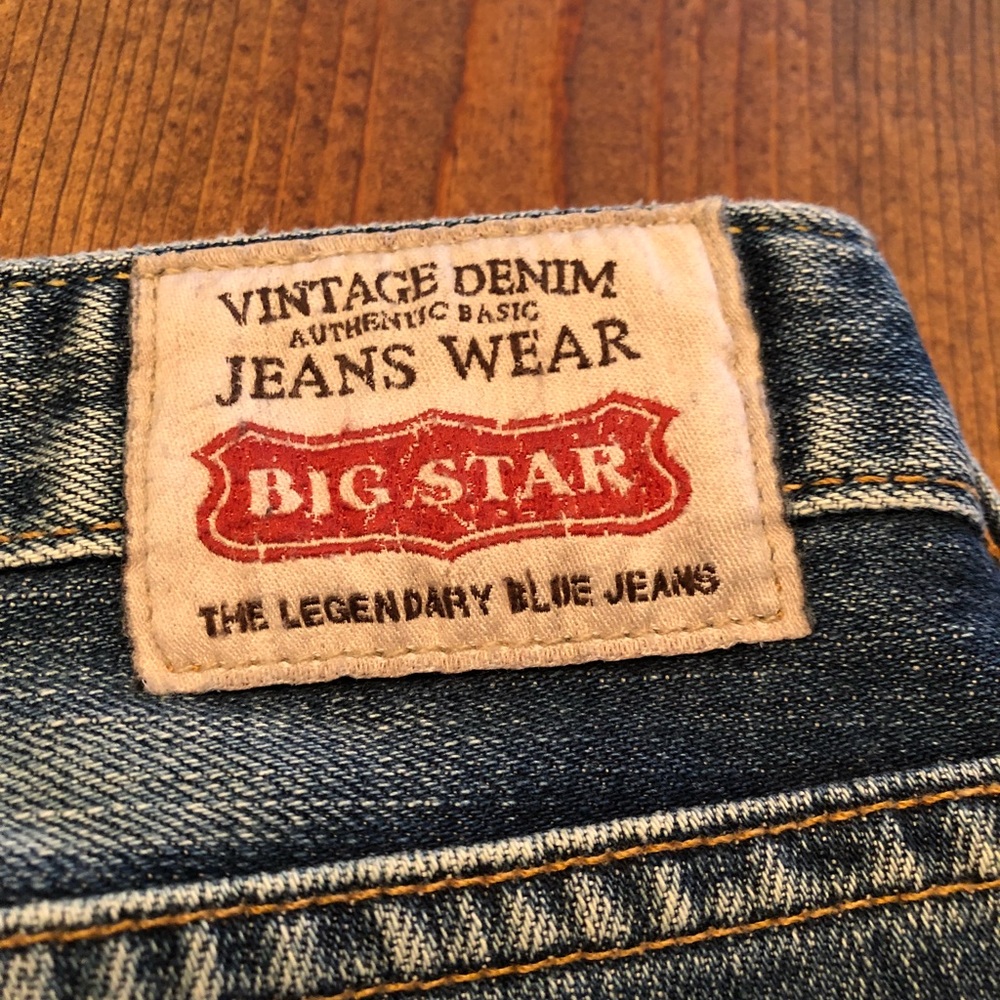 VINTAGE DENIM
AUTHENTIC BASIC
JEANS WEAR
BIG STAR
THE LEGENDARY BLUE JEANS